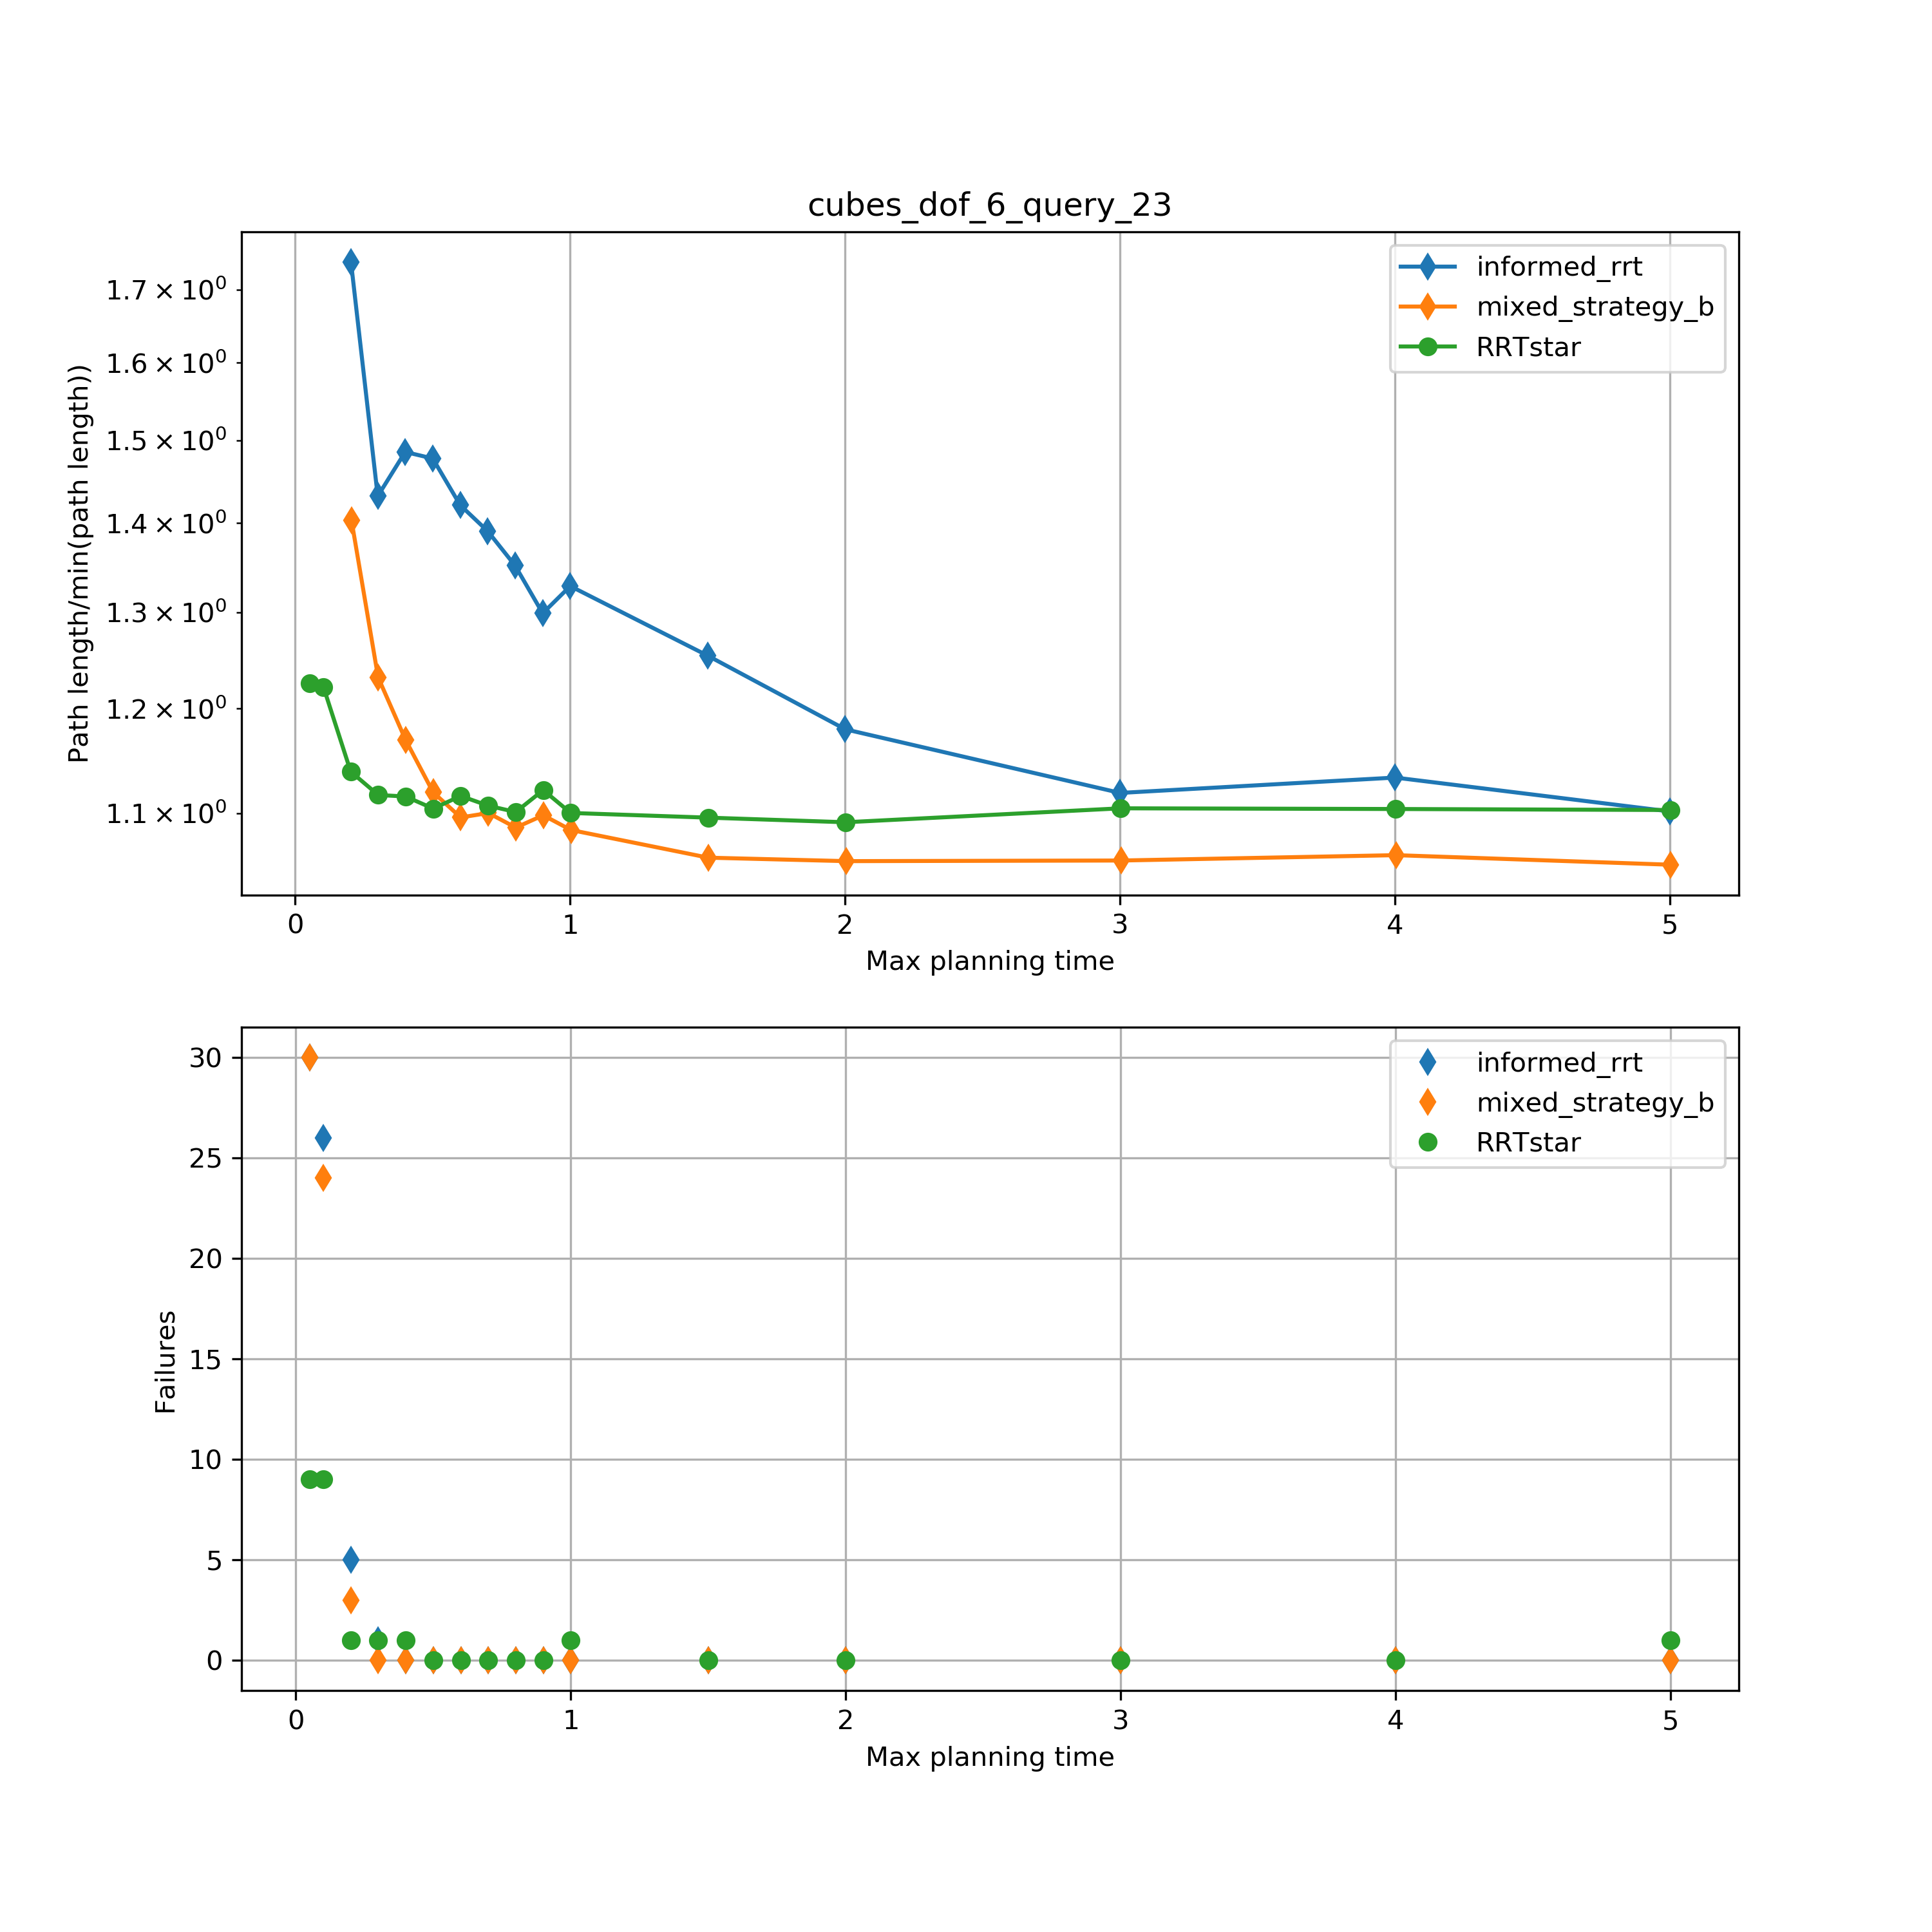 cubes_dof_6_query_23
Path length/min(path length))
1.7 × 10⁰
1.6 × 10⁰
1.5 × 10⁰
1.4 × 10⁰
1.3 × 10⁰
1.2 × 10⁰
1.1 × 10⁰
informed_rrt
mixed_strategy_b
RRTstar
0 1 2 3 4 5
Max planning time
Failures
30
25
20
15
10
5
0
informed_rrt
mixed_strategy_b
RRTstar
0 1 2 3 4 5
Max planning time